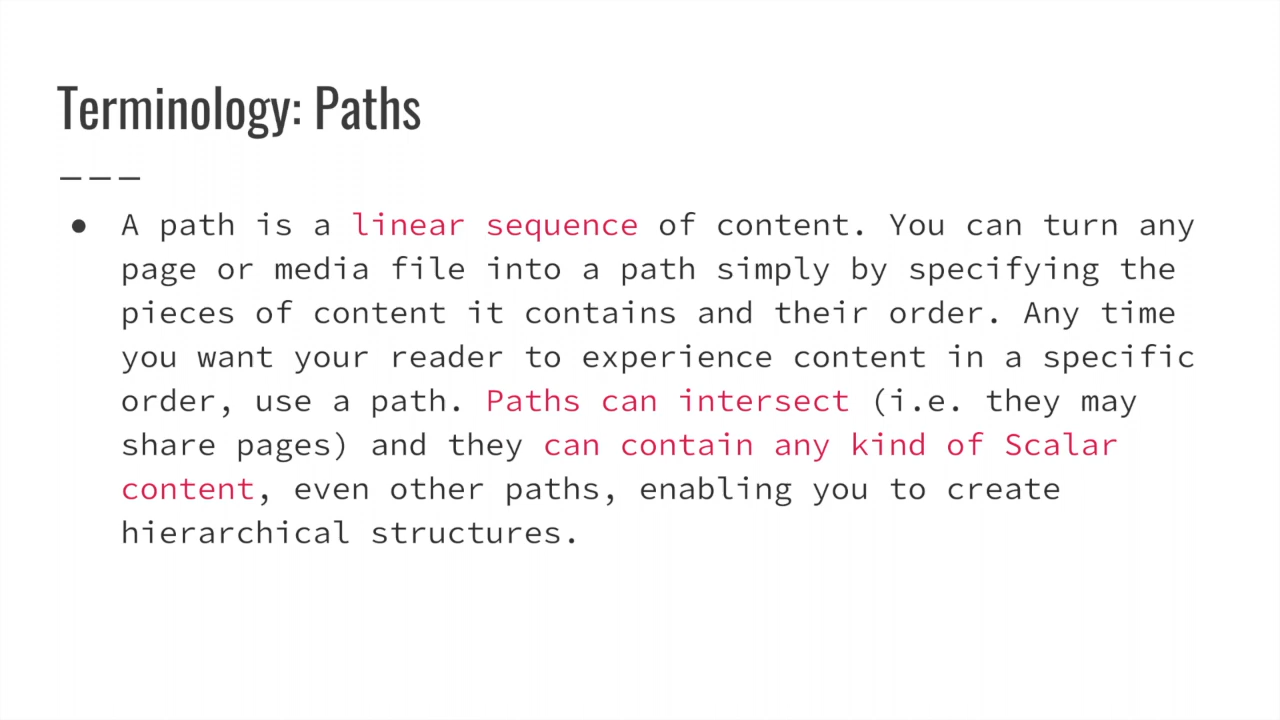 Terminology: Paths
● A path is a linear sequence of content. You can turn any
page or media file into a path simply by specifying the
pieces of content it contains and their order. Any time
you want your reader to experience content in a specific
order, use a path. Paths can intersect (i.e. they may
share pages) and they can contain any kind of Scalar
content, even other paths, enabling you to create
hierarchical structures.